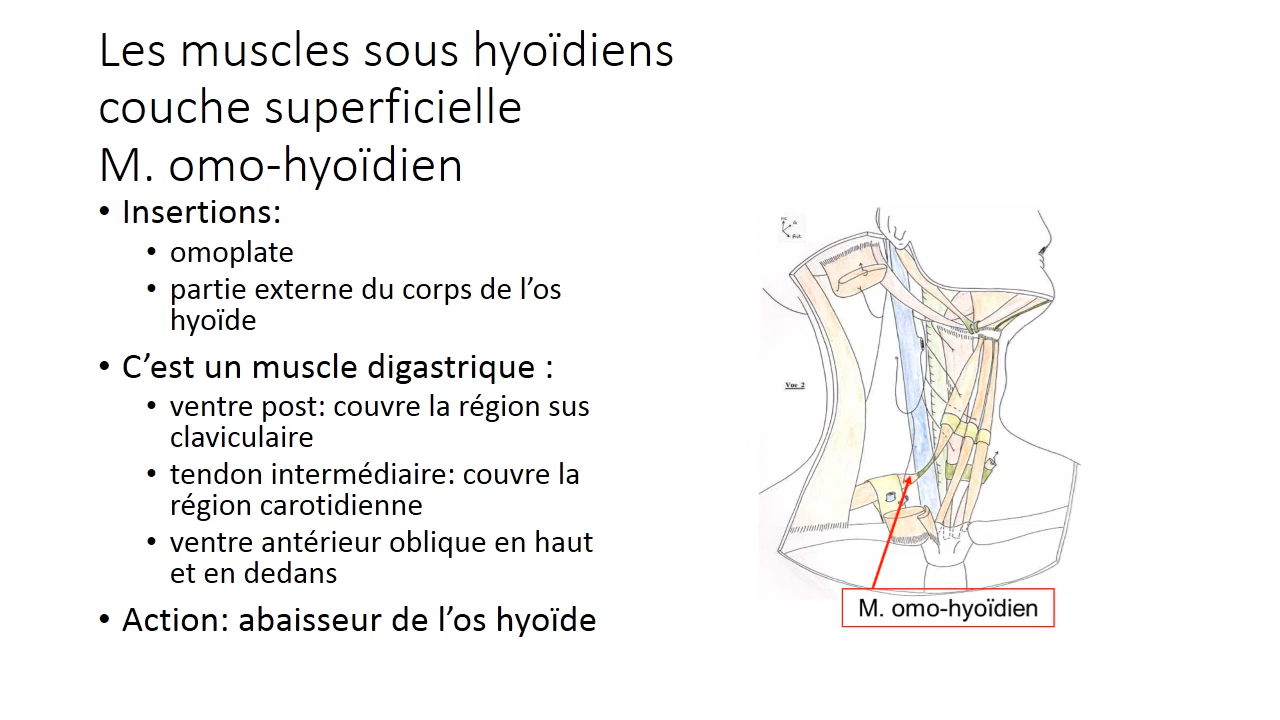 Les muscles sous hyoïdiens
couche superficielle
M. omo-hyoïdien
• Insertions:
• omoplate
• partie externe du corps de l’os
hyoïde
• C’est un muscle digastrique :
• ventre post: couvre la région sus
claviculaire
• tendon intermédiaire: couvre la
région carotidienne
• ventre antérieur oblique en haut
et en dedans
• Action: abaisseur de l’os hyoïde
Vue 2
M. omo-hyoïdien